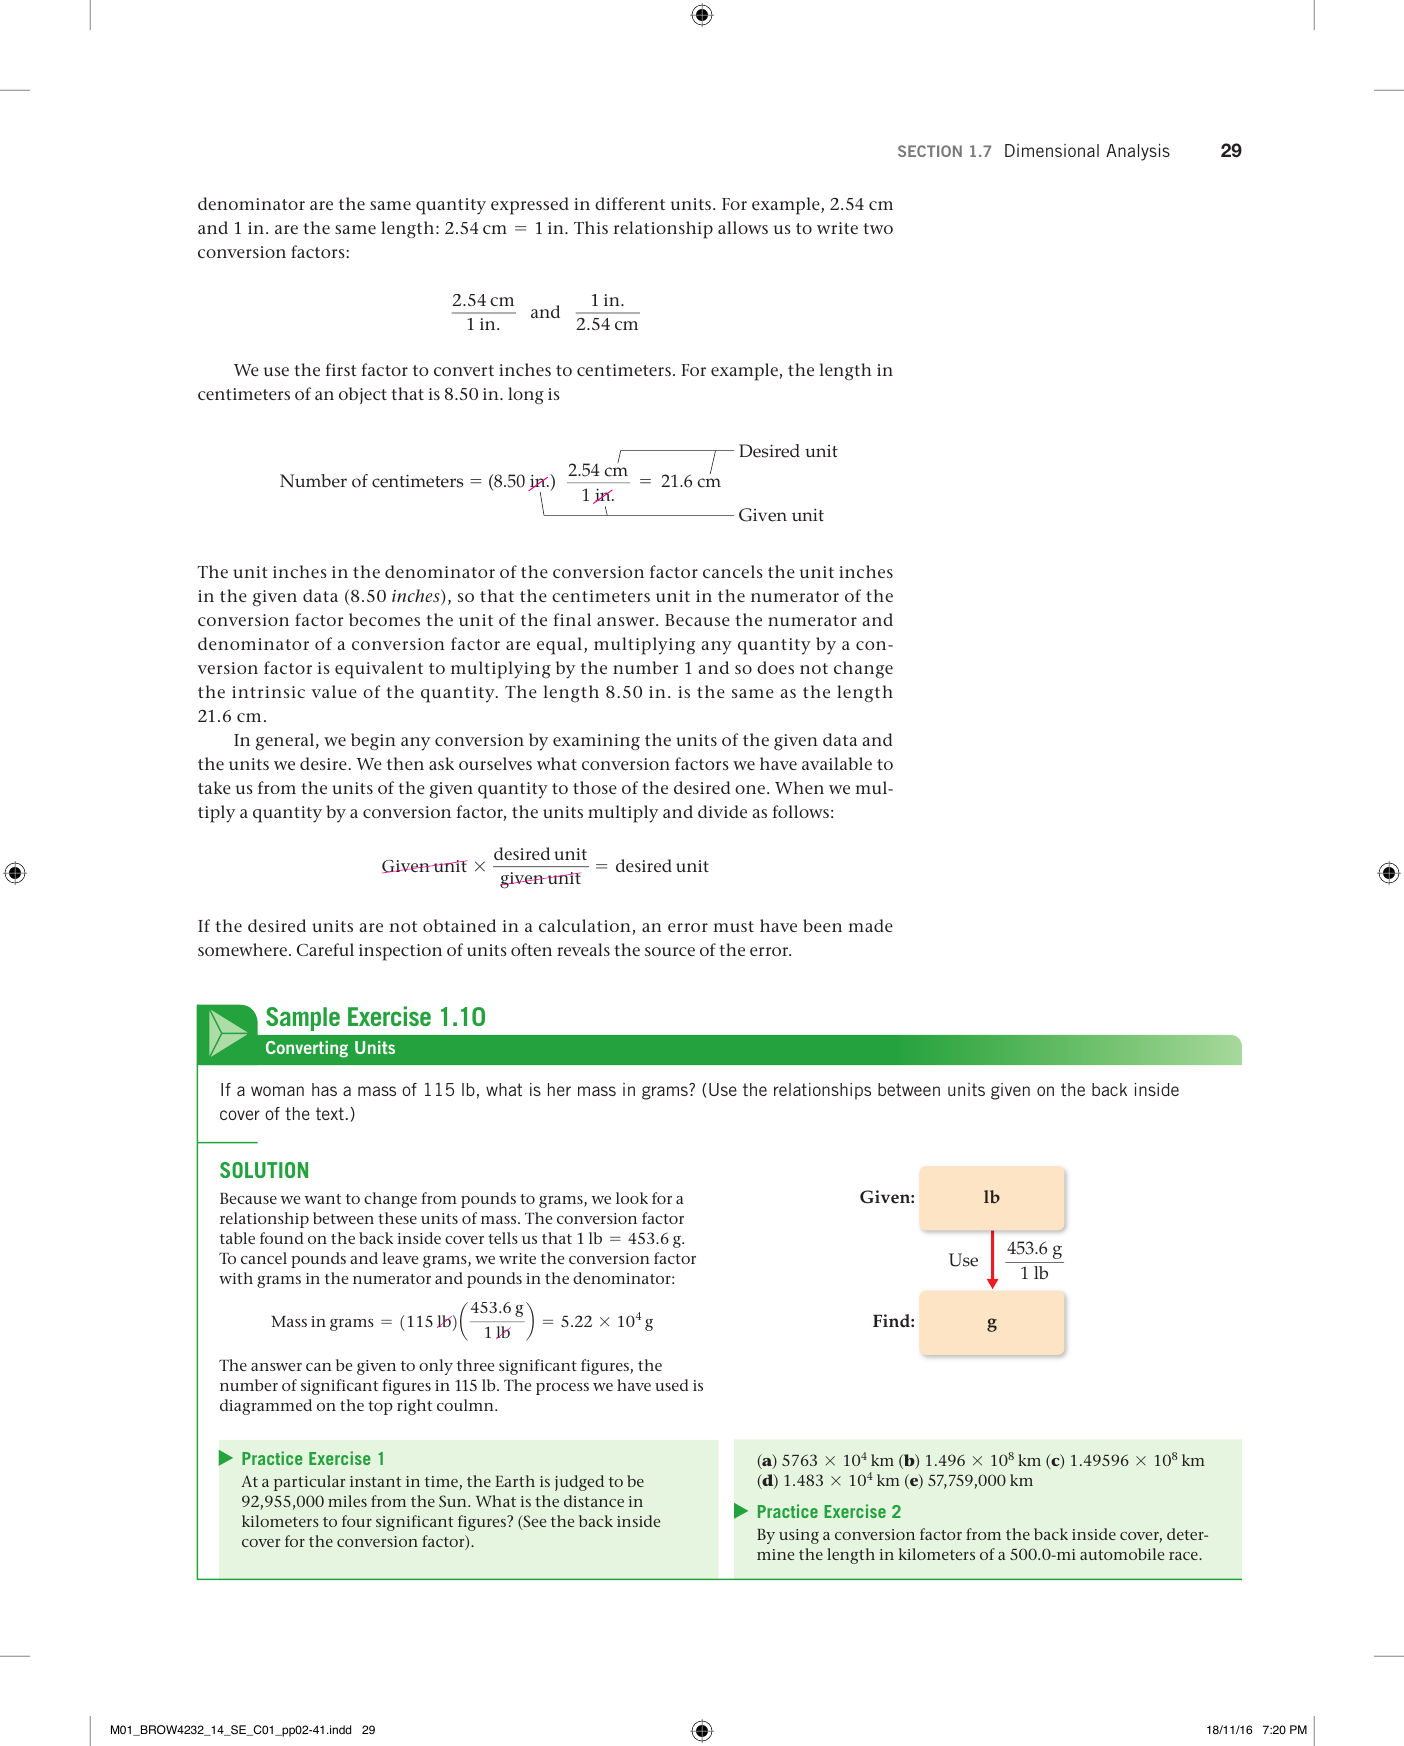 SECTION 1.7 Dimensional Analysis 29
denominator are the same quantity expressed in different units. For example, 2.54 cm
and 1 in. are the same length: 2.54 cm = 1 in. This relationship allows us to write two
conversion factors:
2.54 cm / 1 in. and 1 in. / 2.54 cm
We use the first factor to convert inches to centimeters. For example, the length in
centimeters of an object that is 8.50 in. long is
Desired unit
Number of centimeters = (8.50 in.) 2.54 cm / 1 in. = 21.6 cm
Given unit
The unit inches in the denominator of the conversion factor cancels the unit inches
in the given data (8.50 inches), so that the centimeters unit in the numerator of the
conversion factor becomes the unit of the final answer. Because the numerator and
denominator of a conversion factor are equal, multiplying any quantity by a con-
version factor is equivalent to multiplying by the number 1 and so does not change
the intrinsic value of the quantity. The length 8.50 in. is the same as the length
21.6 cm.
In general, we begin any conversion by examining the units of the given data and
the units we desire. We then ask ourselves what conversion factors we have available to
take us from the units of the given quantity to those of the desired one. When we mul-
tiply a quantity by a conversion factor, the units multiply and divide as follows:
Given unit × desired unit / given unit = desired unit
If the desired units are not obtained in a calculation, an error must have been made
somewhere. Careful inspection of units often reveals the source of the error.
Sample Exercise 1.10
Converting Units
If a woman has a mass of 115 lb, what is her mass in grams? (Use the relationships between units given on the back inside
cover of the text.)
SOLUTION
Because we want to change from pounds to grams, we look for a
relationship between these units of mass. The conversion factor
table found on the back inside cover tells us that 1 lb = 453.6 g.
To cancel pounds and leave grams, we write the conversion factor
with grams in the numerator and pounds in the denominator:
Mass in grams = (115 lb)(453.6 g / 1 lb) = 5.22 × 10⁴ g
The answer can be given to only three significant figures, the
number of significant figures in 115 lb. The process we have used is
diagrammed on the top right coulmn.
Given: lb
Use 453.6 g / 1 lb
Find: g
Practice Exercise 1
At a particular instant in time, the Earth is judged to be
92,955,000 miles from the Sun. What is the distance in
kilometers to four significant figures? (See the back inside
cover for the conversion factor).
(a) 5763 × 10⁴ km (b) 1.496 × 10⁸ km (c) 1.49596 × 10⁸ km
(d) 1.483 × 10⁴ km (e) 57,759,000 km
Practice Exercise 2
By using a conversion factor from the back inside cover, deter-
mine the length in kilometers of a 500.0-mi automobile race.
M01_BROW4232_14_SE_C01_pp02-41.indd 29
18/11/16 7:20 PM